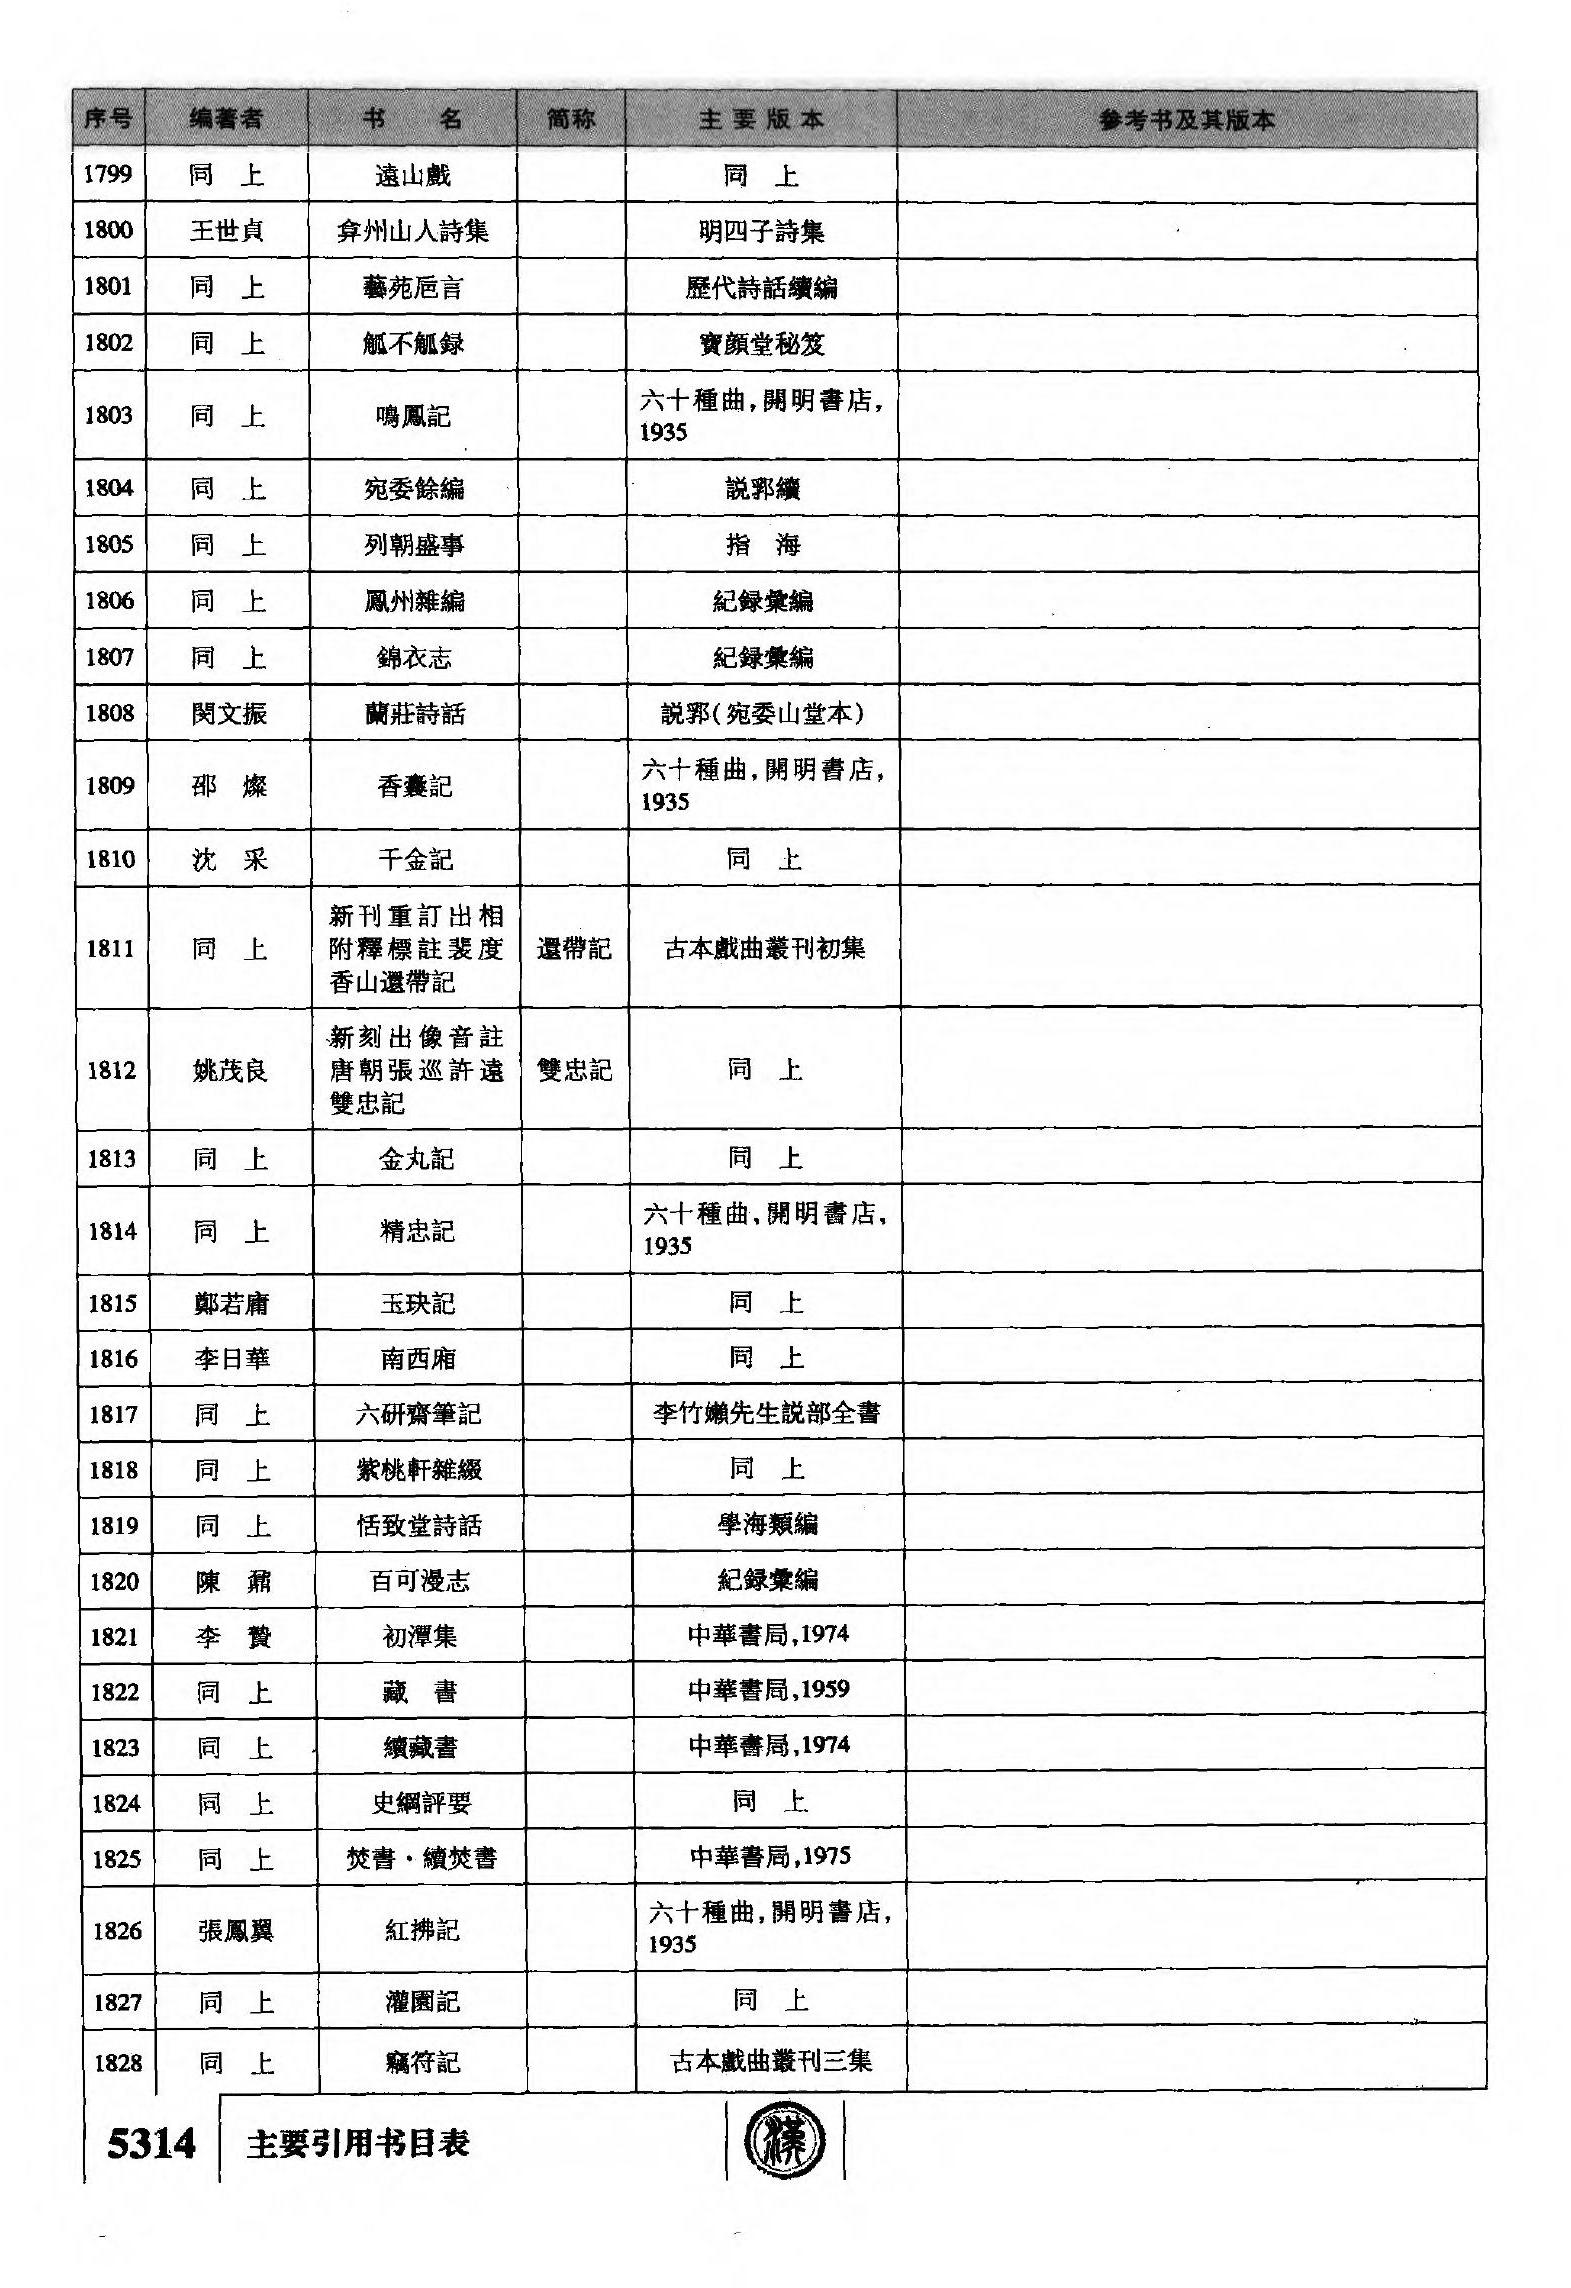 序号 编著者 书　名 简称 主要版本 参考书及其版本
1799 同　上 遠山戲 同　上
1800 王世貞 弇州山人詩集 明四子詩集
1801 同　上 藝苑巵言 歷代詩話續編
1802 同　上 觚不觚録 寶顔堂秘笈
1803 同　上 鳴鳳記 六十種曲,開明書店,
1935
1804 同　上 宛委餘編 説郛續
1805 同　上 列朝盛事 指　海
1806 同　上 鳳州雜編 紀録彙編
1807 同　上 錦衣志 紀録彙編
1808 閔文振 蘭莊詩話 説郛(宛委山堂本)
1809 邵　燦 香囊記 六十種曲,開明書店,
1935
1810 沈　采 千金記 同　上
1811 同　上 新刊重訂出相
附釋標註裴度
香山還帶記 還帶記 古本戲曲叢刊初集
1812 姚茂良 新刻出像音註
唐朝張巡許遠
雙忠記 雙忠記 同　上
1813 同　上 金丸記 同　上
1814 同　上 精忠記 六十種曲,開明書店,
1935
1815 鄭若庸 玉玦記 同　上
1816 李日華 南西廂 同　上
1817 同　上 六研齋筆記 李竹嬾先生説部全書
1818 同　上 紫桃軒雜綴 同　上
1819 同　上 恬致堂詩話 學海類編
1820 陳　鼐 百可漫志 紀録彙編
1821 李　贄 初潭集 中華書局,1974
1822 同　上 藏　書 中華書局,1959
1823 同　上 續藏書 中華書局,1974
1824 同　上 史綱評要 同　上
1825 同　上 焚書·續焚書 中華書局,1975
1826 張鳳翼 紅拂記 六十種曲,開明書店,
1935
1827 同　上 灌園記 同　上
1828 同　上 竊符記 古本戲曲叢刊三集
5314 主要引用书目表 漢